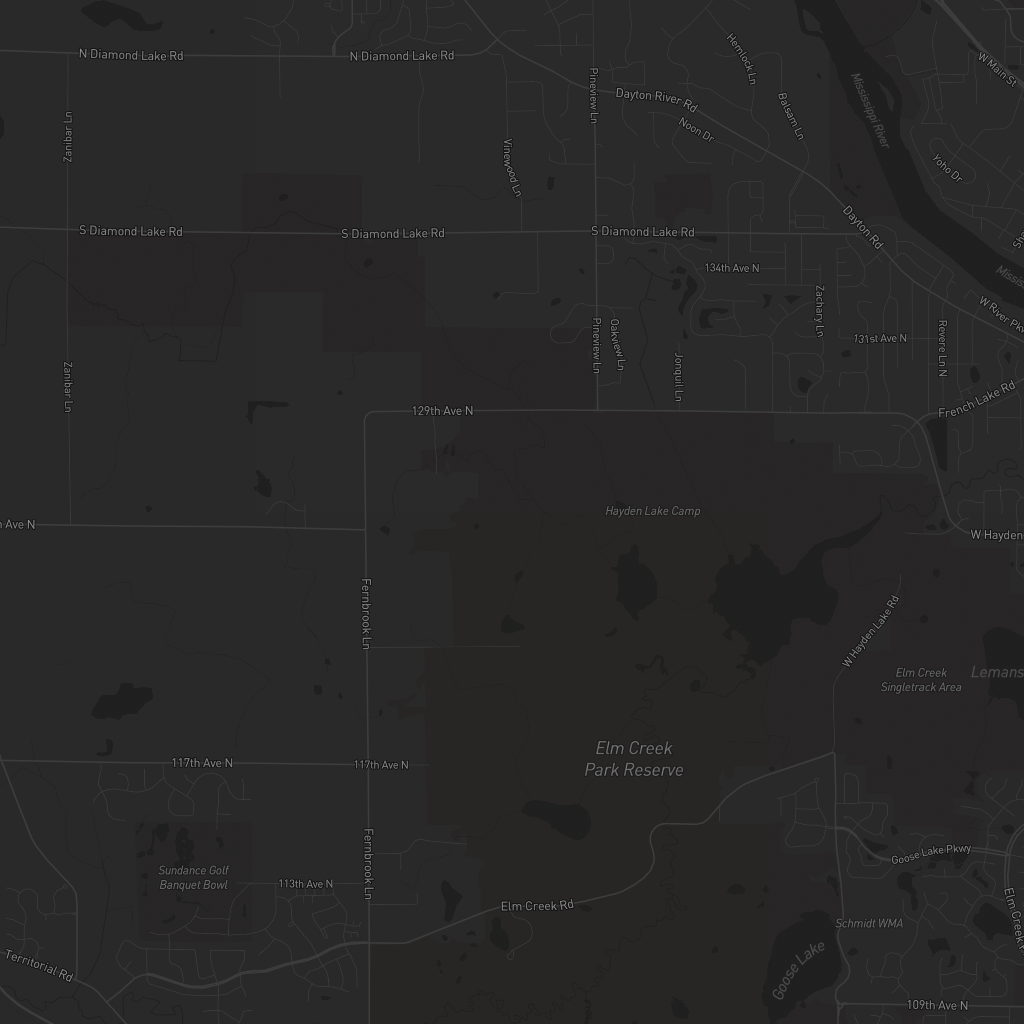 N Diamond Lake Rd
N Diamond Lake Rd
Hemlock Ln
W Main St
Pineview Ln
Dayton River Rd
Noon Dr
Balsam Ln
Mississippi River
Zanibar Ln
Vinewood Ln
Yoho Dr
S Diamond Lake Rd
S Diamond Lake Rd
S Diamond Lake Rd
Dayton Rd
134th Ave N
Zachary Ln
W River Pkw
Pineview Ln
Oakview Ln
Jonquil Ln
131st Ave N
Revere Ln N
Zanibar Ln
129th Ave N
French Lake Rd
Ave N
Hayden Lake Camp
W Hayden
Fernbrook Ln
W Hayden Lake Rd
Elm Creek
Singletrack Area
Lemans
Elm Creek
Park Reserve
117th Ave N
117th Ave N
Fernbrook Ln
Goose Lake Pkwy
Sundance Golf
Banquet Bowl
113th Ave N
Elm Creek Rd
Elm Creek
Schmidt WMA
Territorial Rd
Goose Lake
109th Ave N